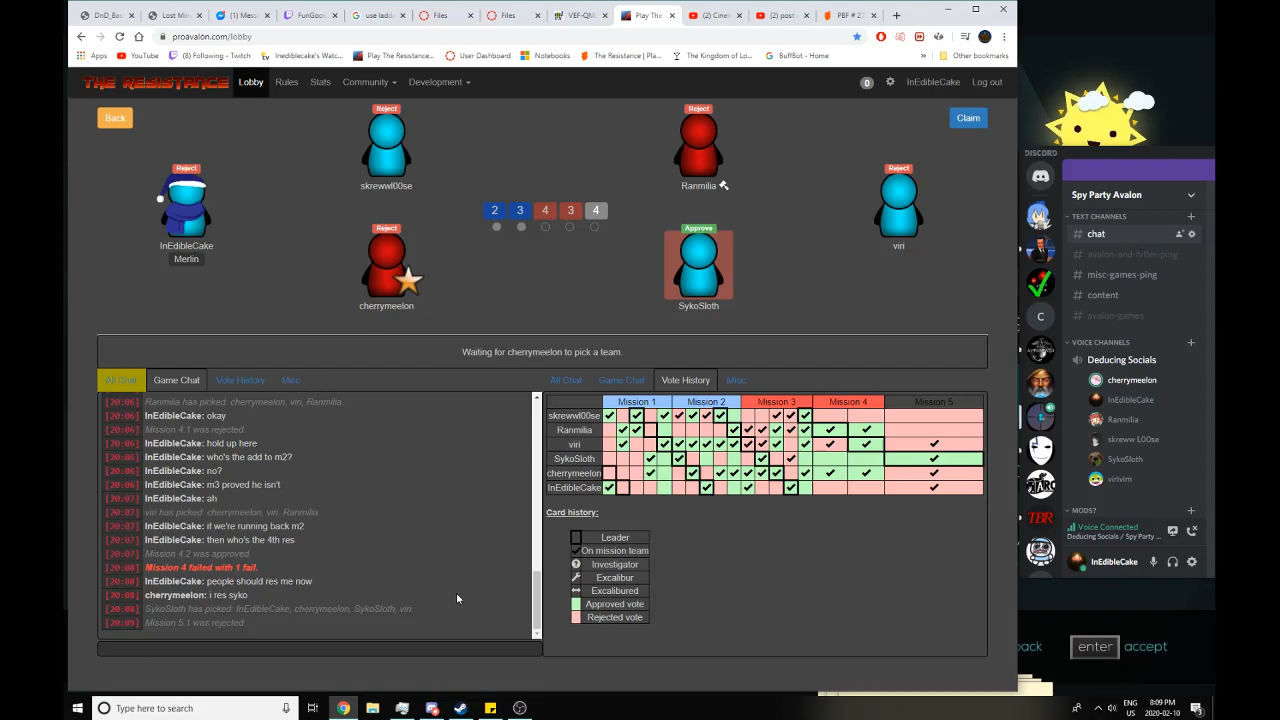 DnD_Bas
Lost Min
(1) Mess
FunGoo
use ladd
Files
Files
VEF-QM
Play The
(2) Cine
(2) post
PBF # 27
proavalon.com/lobby
Apps
YouTube
(8) Following - Twitch
Inediblecake's Watc...
Play The Resistance...
User Dashboard
Notebooks
The Resistance | Pla...
The Kingdom of Lo...
BuffBot - Home
»
Other bookmarks
THE RESISTANCE
Lobby
Rules
Stats
Community
Development
0
InEdibleCake
Log out
Back
Claim
Reject
Reject
Reject
Reject
skrewwl00se
Ranmilia
InEdibleCake
Merlin
viri
2 3 4 3 4
Reject
Approve
cherrymeelon
SykoSloth
Waiting for cherrymeelon to pick a team.
All Chat
Game Chat
Vote History
Misc
[20:06] Ranmilia has picked: cherrymeelon, viri, Ranmilia.
[20:06] InEdibleCake: okay
[20:06] Mission 4.1 was rejected.
[20:06] InEdibleCake: hold up here
[20:06] InEdibleCake: who's the add to m2?
[20:06] InEdibleCake: no?
[20:06] InEdibleCake: m3 proved he isn't
[20:07] InEdibleCake: ah
[20:07] viri has picked: cherrymeelon, viri, Ranmilia
[20:07] InEdibleCake: if we're running back m2
[20:07] InEdibleCake: then who's the 4th res
[20:07] Mission 4.2 was approved.
[20:08] Mission 4 failed with 1 fail.
[20:08] InEdibleCake: people should res me now
[20:08] cherrymeelon: i res syko
[20:08] SykoSloth has picked: InEdibleCake, cherrymeelon, SykoSloth, viri.
[20:09] Mission 5.1 was rejected.
All Chat
Game Chat
Vote History
Misc
Mission 1
Mission 2
Mission 3
Mission 4
Mission 5
skrewwl00se
Ranmilia
viri
SykoSloth
cherrymeelon
InEdibleCake
Card history:
Leader
On mission team
Investigator
Excalibur
Excalibured
Approved vote
Rejected vote
DISCORD
Spy Party Avalon
TEXT CHANNELS
# chat
# avalon-and-hitler-ping
# misc-games-ping
# content
# avalon-games
VOICE CHANNELS
Deducing Socials
cherrymeelon
InEdibleCake
Ranmilia
skreww L00se
SykoSloth
virivim
C
TARO
TBR
MODS?
Voice Connected
Deducing Socials / Spy Party ...
InEdibleCake
back
enter
accept
Type here to search
ENG
US
8:09 PM
2020-02-10
3